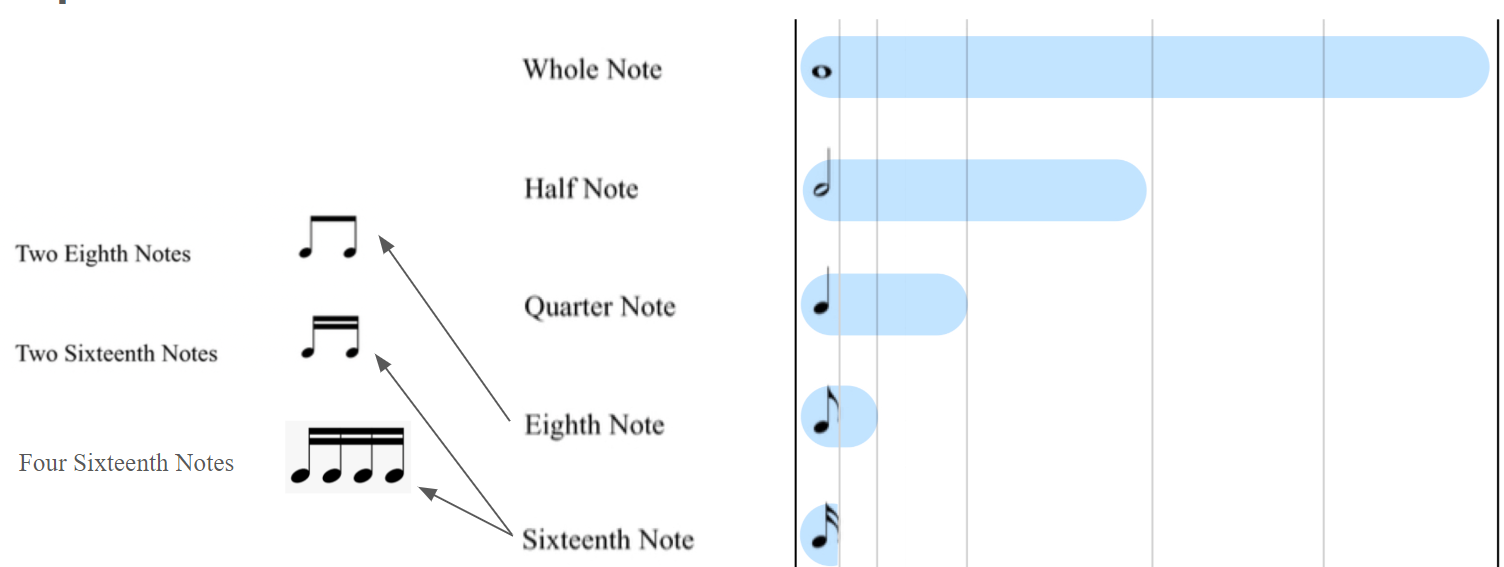 Whole Note
Half Note
Two Eighth Notes
Quarter Note
Two Sixteenth Notes
Eighth Note
Four Sixteenth Notes
Sixteenth Note